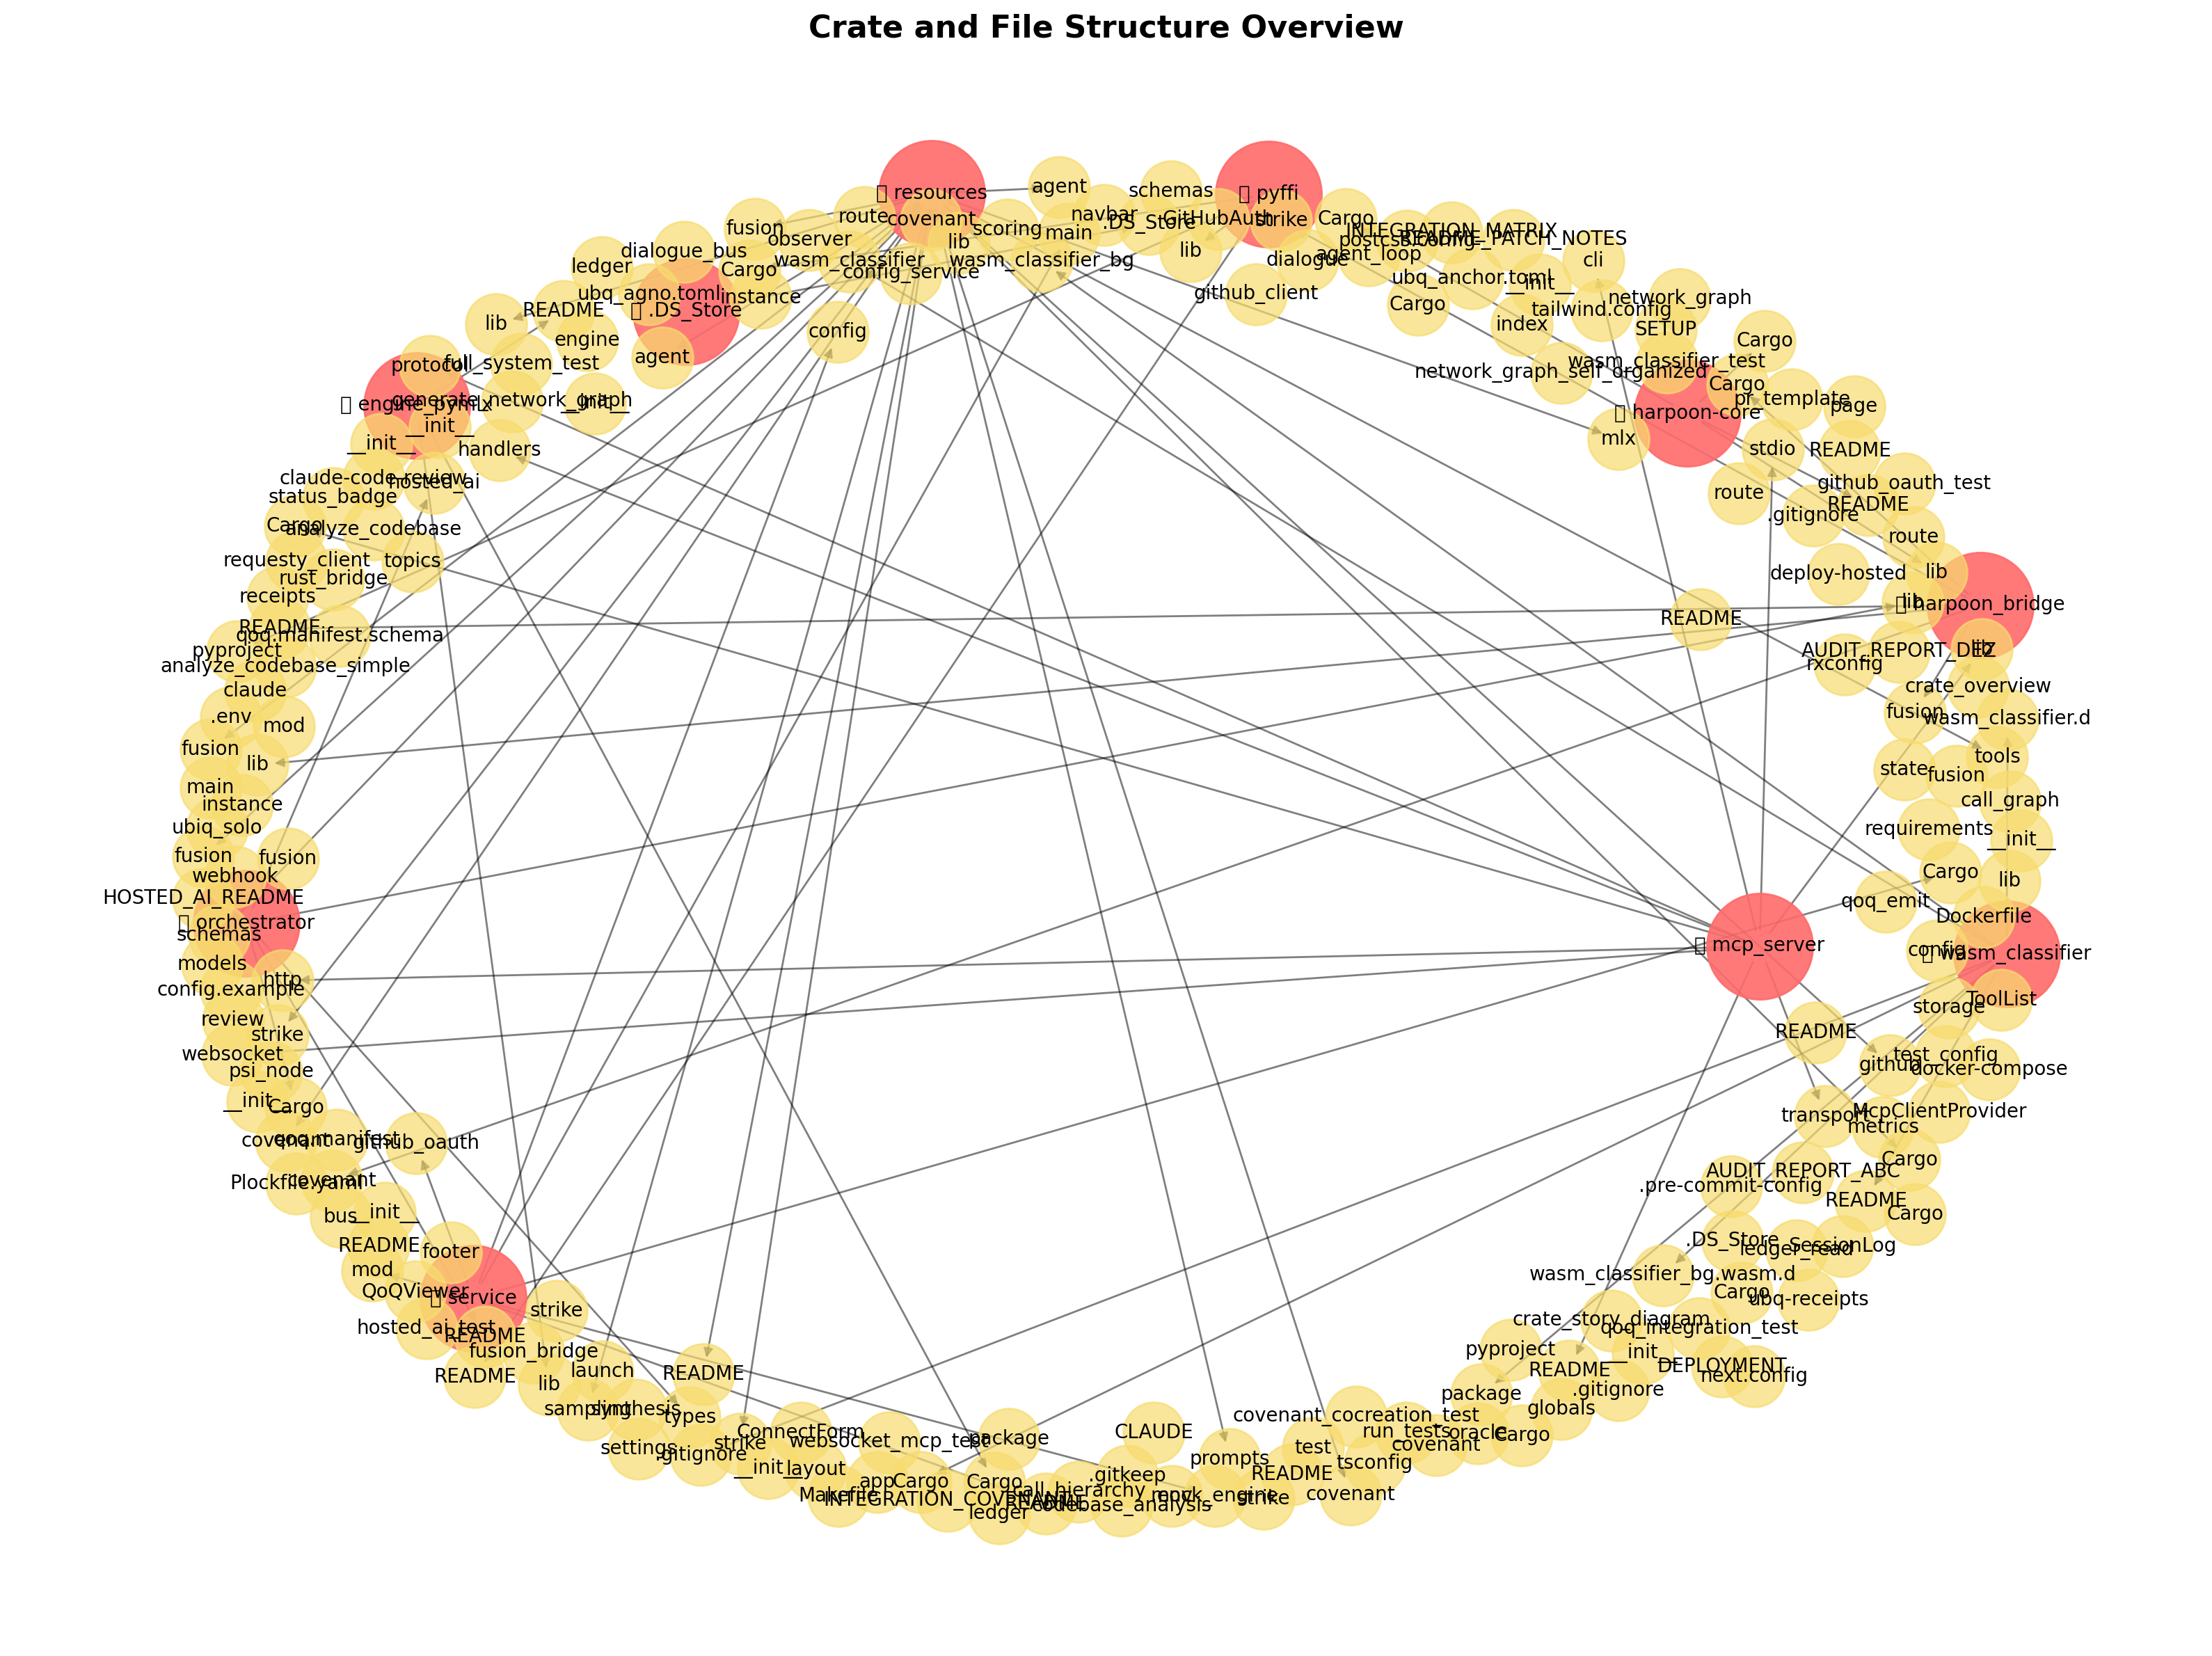 Crate and File Structure Overview
resources
agent
schemas
pyffi
route
covenant
navbar
.DS_Store
GitHubAuth
strike
Cargo
fusion
observer
lib
scoring
main
INTEGRATION_MATRIX
postcss.config
README_PATCH_NOTES
dialogue_bus
ledger
Cargo
wasm_classifier
config_service
wasm_classifier_bg
lib
dialogue
agent_loop
cli
ubq_agno.toml
instance
github_client
ubq_anchor.toml
__init__
Cargo
tailwind.config
network_graph
lib
README
.DS_Store
engine
config
index
SETUP
Cargo
protocol
full_system_test
agent
network_graph_self_organized
wasm_classifier_test
Cargo
engine_pymlx
generate_network_graph
__init__
__init__
harpoon-core
pr_template
page
__init__
handlers
mlx
stdio
README
claude-code-review
hosted_ai
status_badge
route
github_oauth_test
README
Cargo
analyze_codebase
.gitignore
route
requesty_client
topics
rust_bridge
deploy-hosted
lib
receipts
lib
harpoon_bridge
README
qoq.manifest.schema
README
pyproject
analyze_codebase_simple
AUDIT_REPORT_DEZ
lib
rxconfig
claude
crate_overview
.env
mod
fusion
wasm_classifier.d
fusion
lib
tools
state
fusion
main
instance
call_graph
ubiq_solo
requirements
__init__
fusion
fusion
webhook
Cargo
lib
HOSTED_AI_README
qoq_emit
orchestrator
schemas
Dockerfile
mcp_server
config
wasm_classifier
models
http
config.example
ToolList
storage
review
strike
README
websocket
psi_node
test_config
github
docker-compose
__init__
Cargo
McpClientProvider
transport
metrics
covenant
qoq.manifest
github_oauth
Cargo
Plockfile.yaml
covenant
AUDIT_REPORT_ABC
.pre-commit-config
README
bus
__init__
Cargo
README
footer
.DS_Store
ledger_read
SessionLog
mod
QoQViewer
service
wasm_classifier_bg.wasm.d
Cargo
ubq-receipts
strike
hosted_ai_test
README
crate_story_diagram
qoq_integration_test
fusion_bridge
pyproject
__init__
README
launch
README
README
DEPLOYMENT
next.config
lib
package
.gitignore
sampling
synthesis
types
globals
covenant_cocreation_test
settings
.gitignore
strike
ConnectForm
websocket_mcp_test
package
CLAUDE
test
run_tests
covenant
oracle
Cargo
__init__
layout
prompts
tsconfig
app
Cargo
Cargo
.gitkeep
README
Makefile
INTEGRATION_COVENANT
call_hierarchy
README
codebase_analysis
mock_engine
strike
covenant
ledger